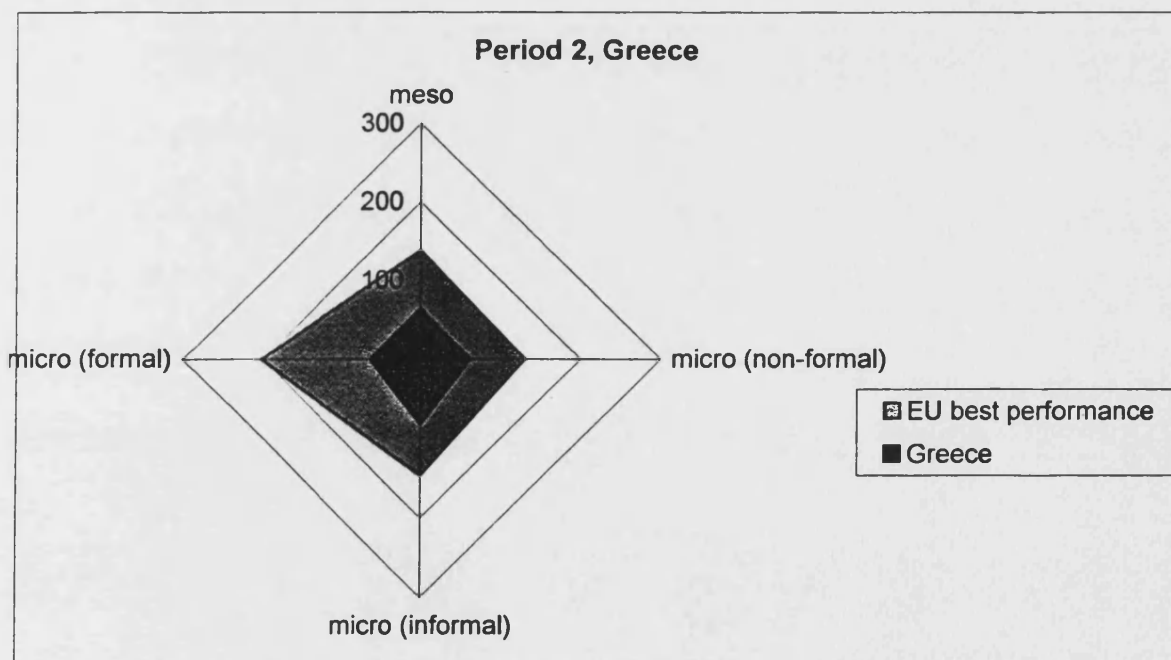 Period 2, Greece
meso
300
200
100
micro (formal)
micro (non-formal)
EU best performance
Greece
micro (informal)